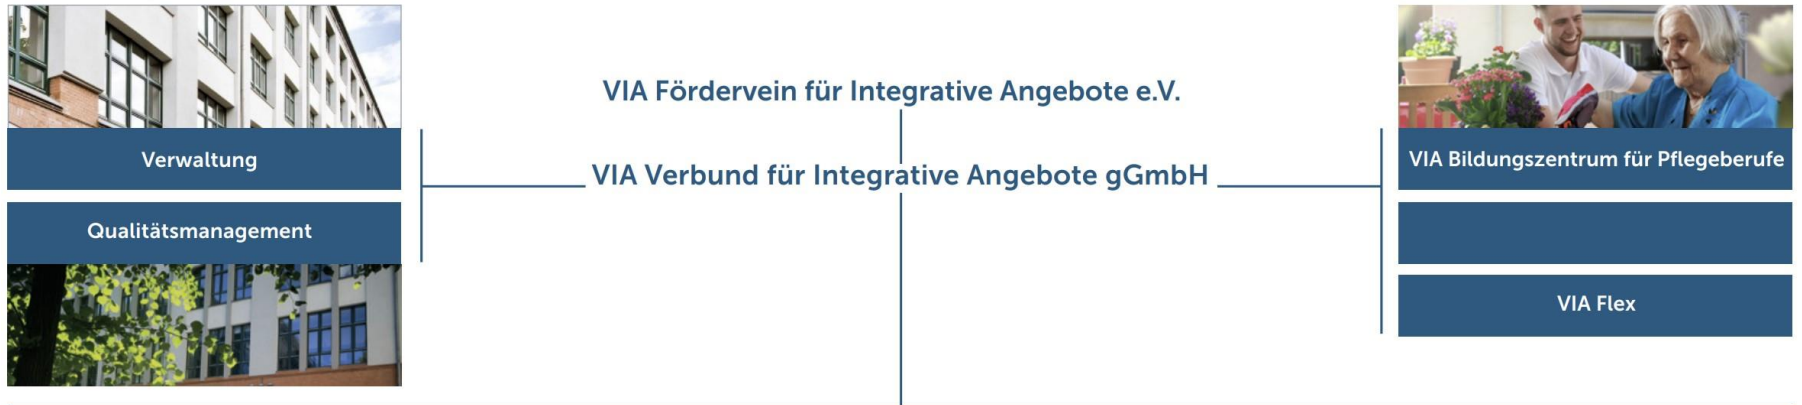 VIA Fördervein für Integrative Angebote e.V.
VIA Verbund für Integrative Angebote gGmbH
Verwaltung
Qualitätsmanagement
VIA Bildungszentrum für Pflegeberufe
VIA Flex